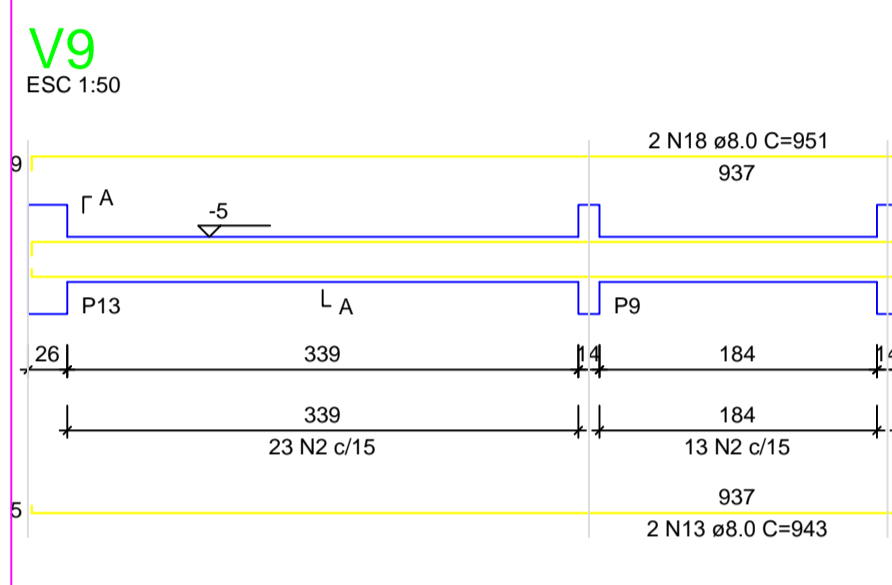 V9
ESC 1:50
2 N18 ø8.0 C=951
9
937
A
-5
P13
A
P9
26
339
14
184
14
339
184
23 N2 c/15
13 N2 c/15
937
5
2 N13 ø8.0 C=943